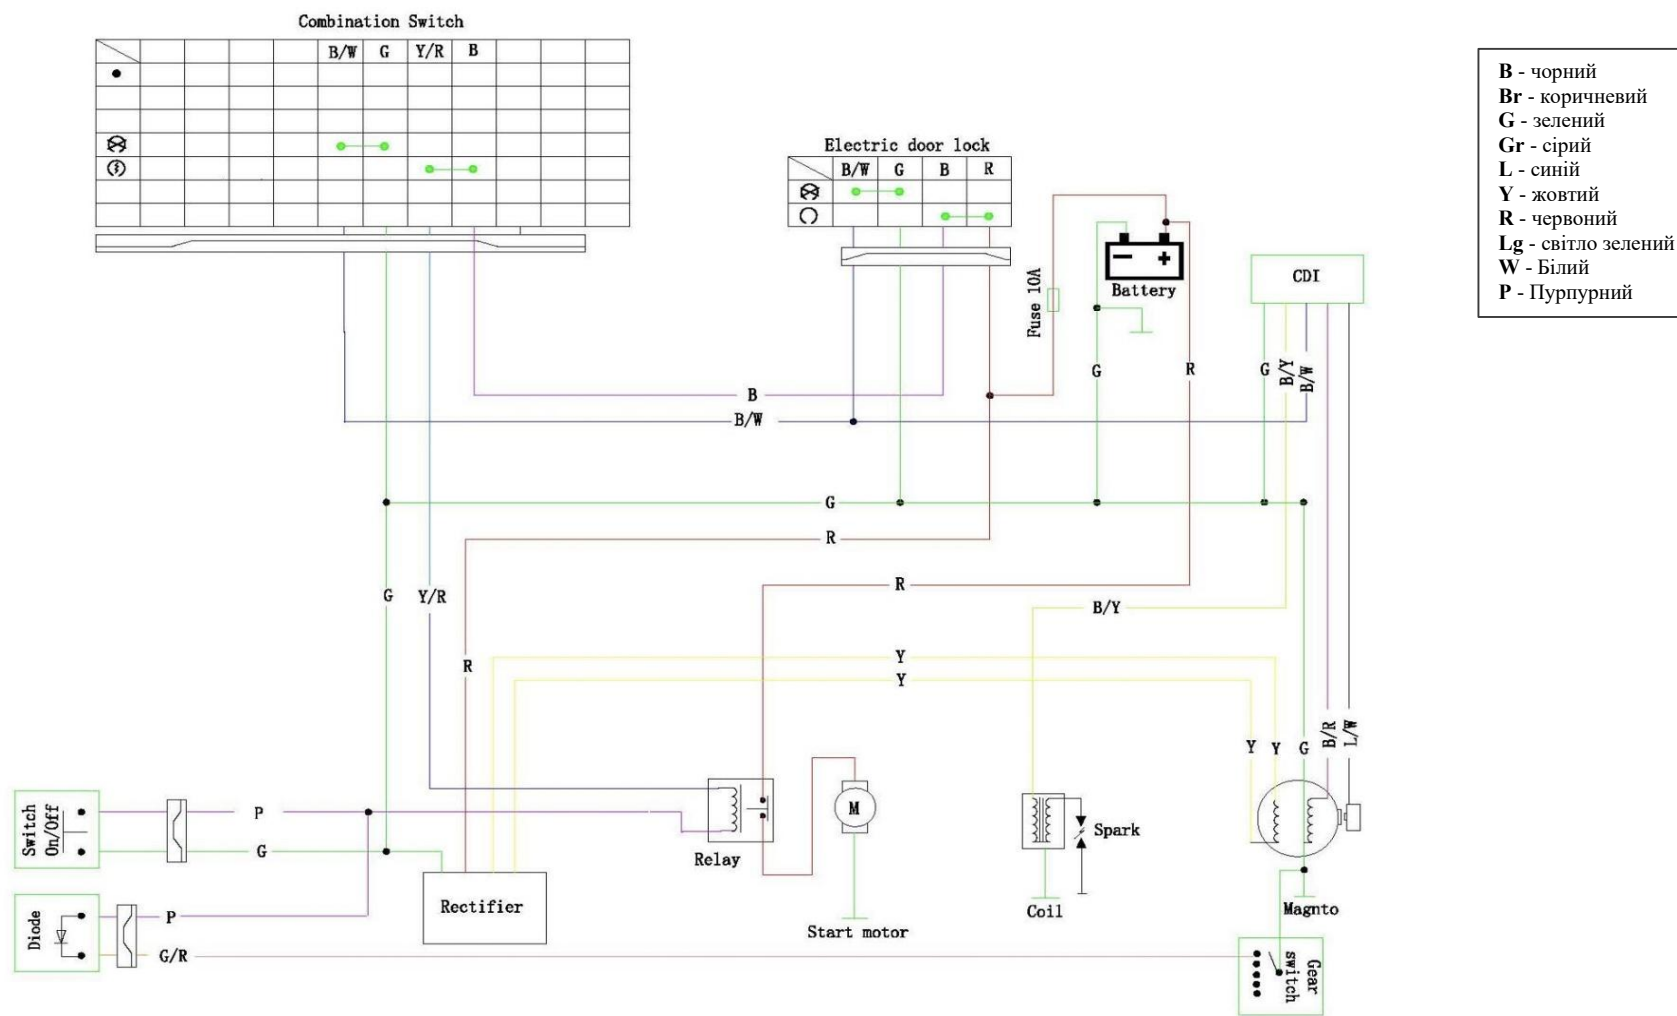 Combination Switch
B/W G Y/R B
Electric door lock
B/W G B R
Fuse 10A
Battery
CDI
B - чорний
Br - коричневий
G - зелений
Gr - сірий
L - синій
Y - жовтий
R - червоний
Lg - світло зелений
W - Білий
P - Пурпурний
G
R
G
B/Y
B/W
B
B/W
G
R
G
Y/R
R
B/Y
R
Y
Y
Y
Y
G
B/R
L/W
Switch
On/Off
P
G
Relay
M
Start motor
Spark
Coil
Magnto
Rectifier
Diode
P
G/R
Gear
switch